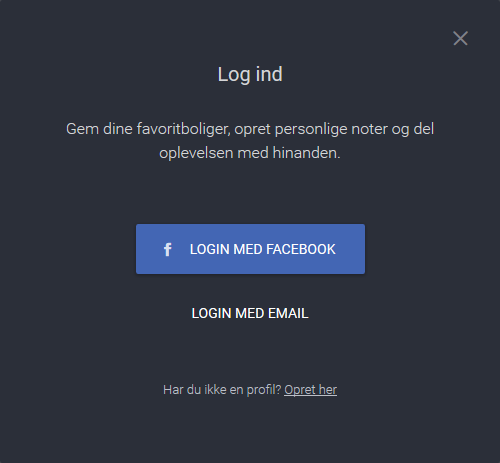 Log ind
Gem dine favoritboliger, opret personlige noter og del
oplevelsen med hinanden.
f LOGIN MED FACEBOOK
LOGIN MED EMAIL
Har du ikke en profil? Opret her